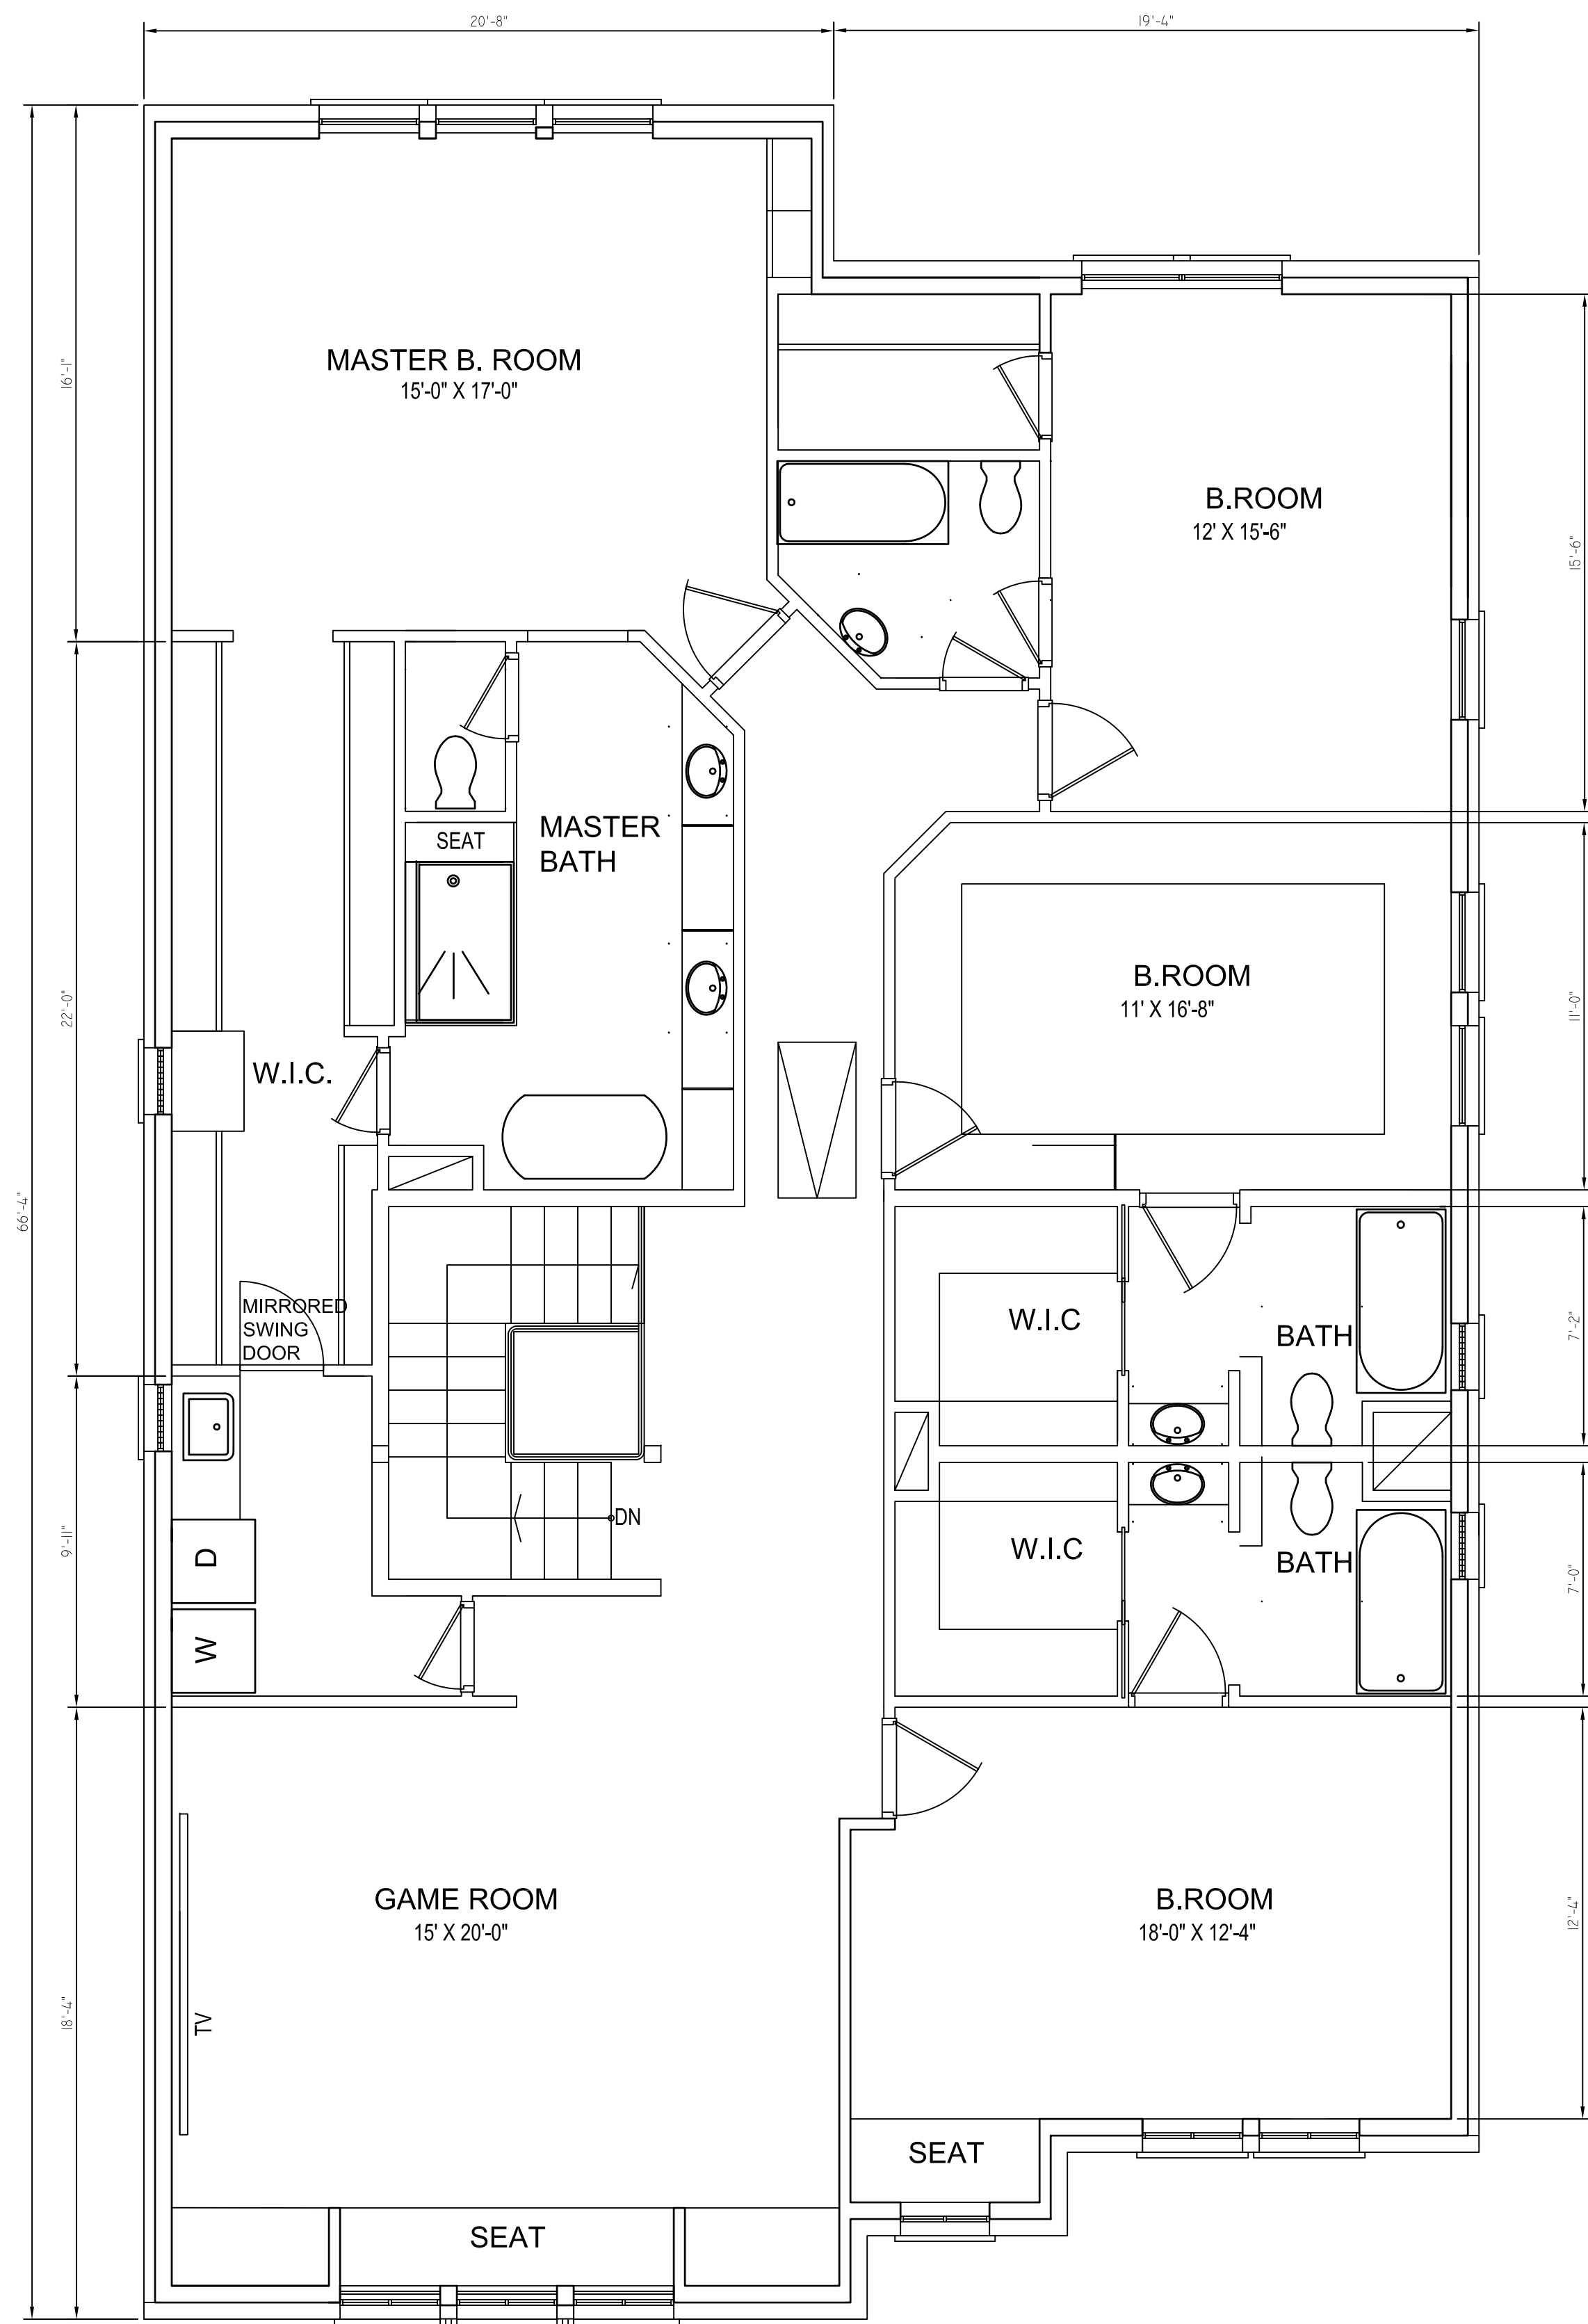 20'-8"
19'-4"
16'-1"
MASTER B. ROOM
15'-0" X 17'-0"
B.ROOM
12' X 15'-6"
15'-6"
MASTER
BATH
SEAT
22'-0"
B.ROOM
11' X 16'-8"
11'-0"
W.I.C.
66'-4"
MIRRORED
SWING
DOOR
W.I.C
BATH
7'-2"
9'-11"
D
DN
W.I.C
BATH
7'-0"
W
GAME ROOM
15' X 20'-0"
B.ROOM
18'-0" X 12'-4"
12'-4"
18'-4"
TV
SEAT
SEAT